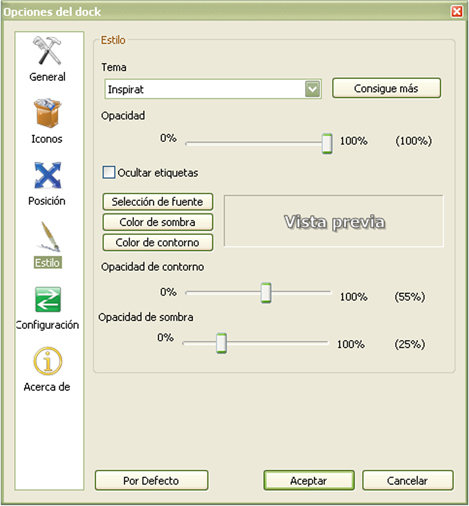 Opciones del dock
General
Iconos
Posición
Estilo
Configuración
Acerca de
Estilo
Tema
Inspirat
Consigue más
Opacidad
0% 100% (100%)
Ocultar etiquetas
Selección de fuente
Color de sombra
Color de contorno
Vista previa
Opacidad de contorno
0% 100% (55%)
Opacidad de sombra
0% 100% (25%)
Por Defecto
Aceptar
Cancelar